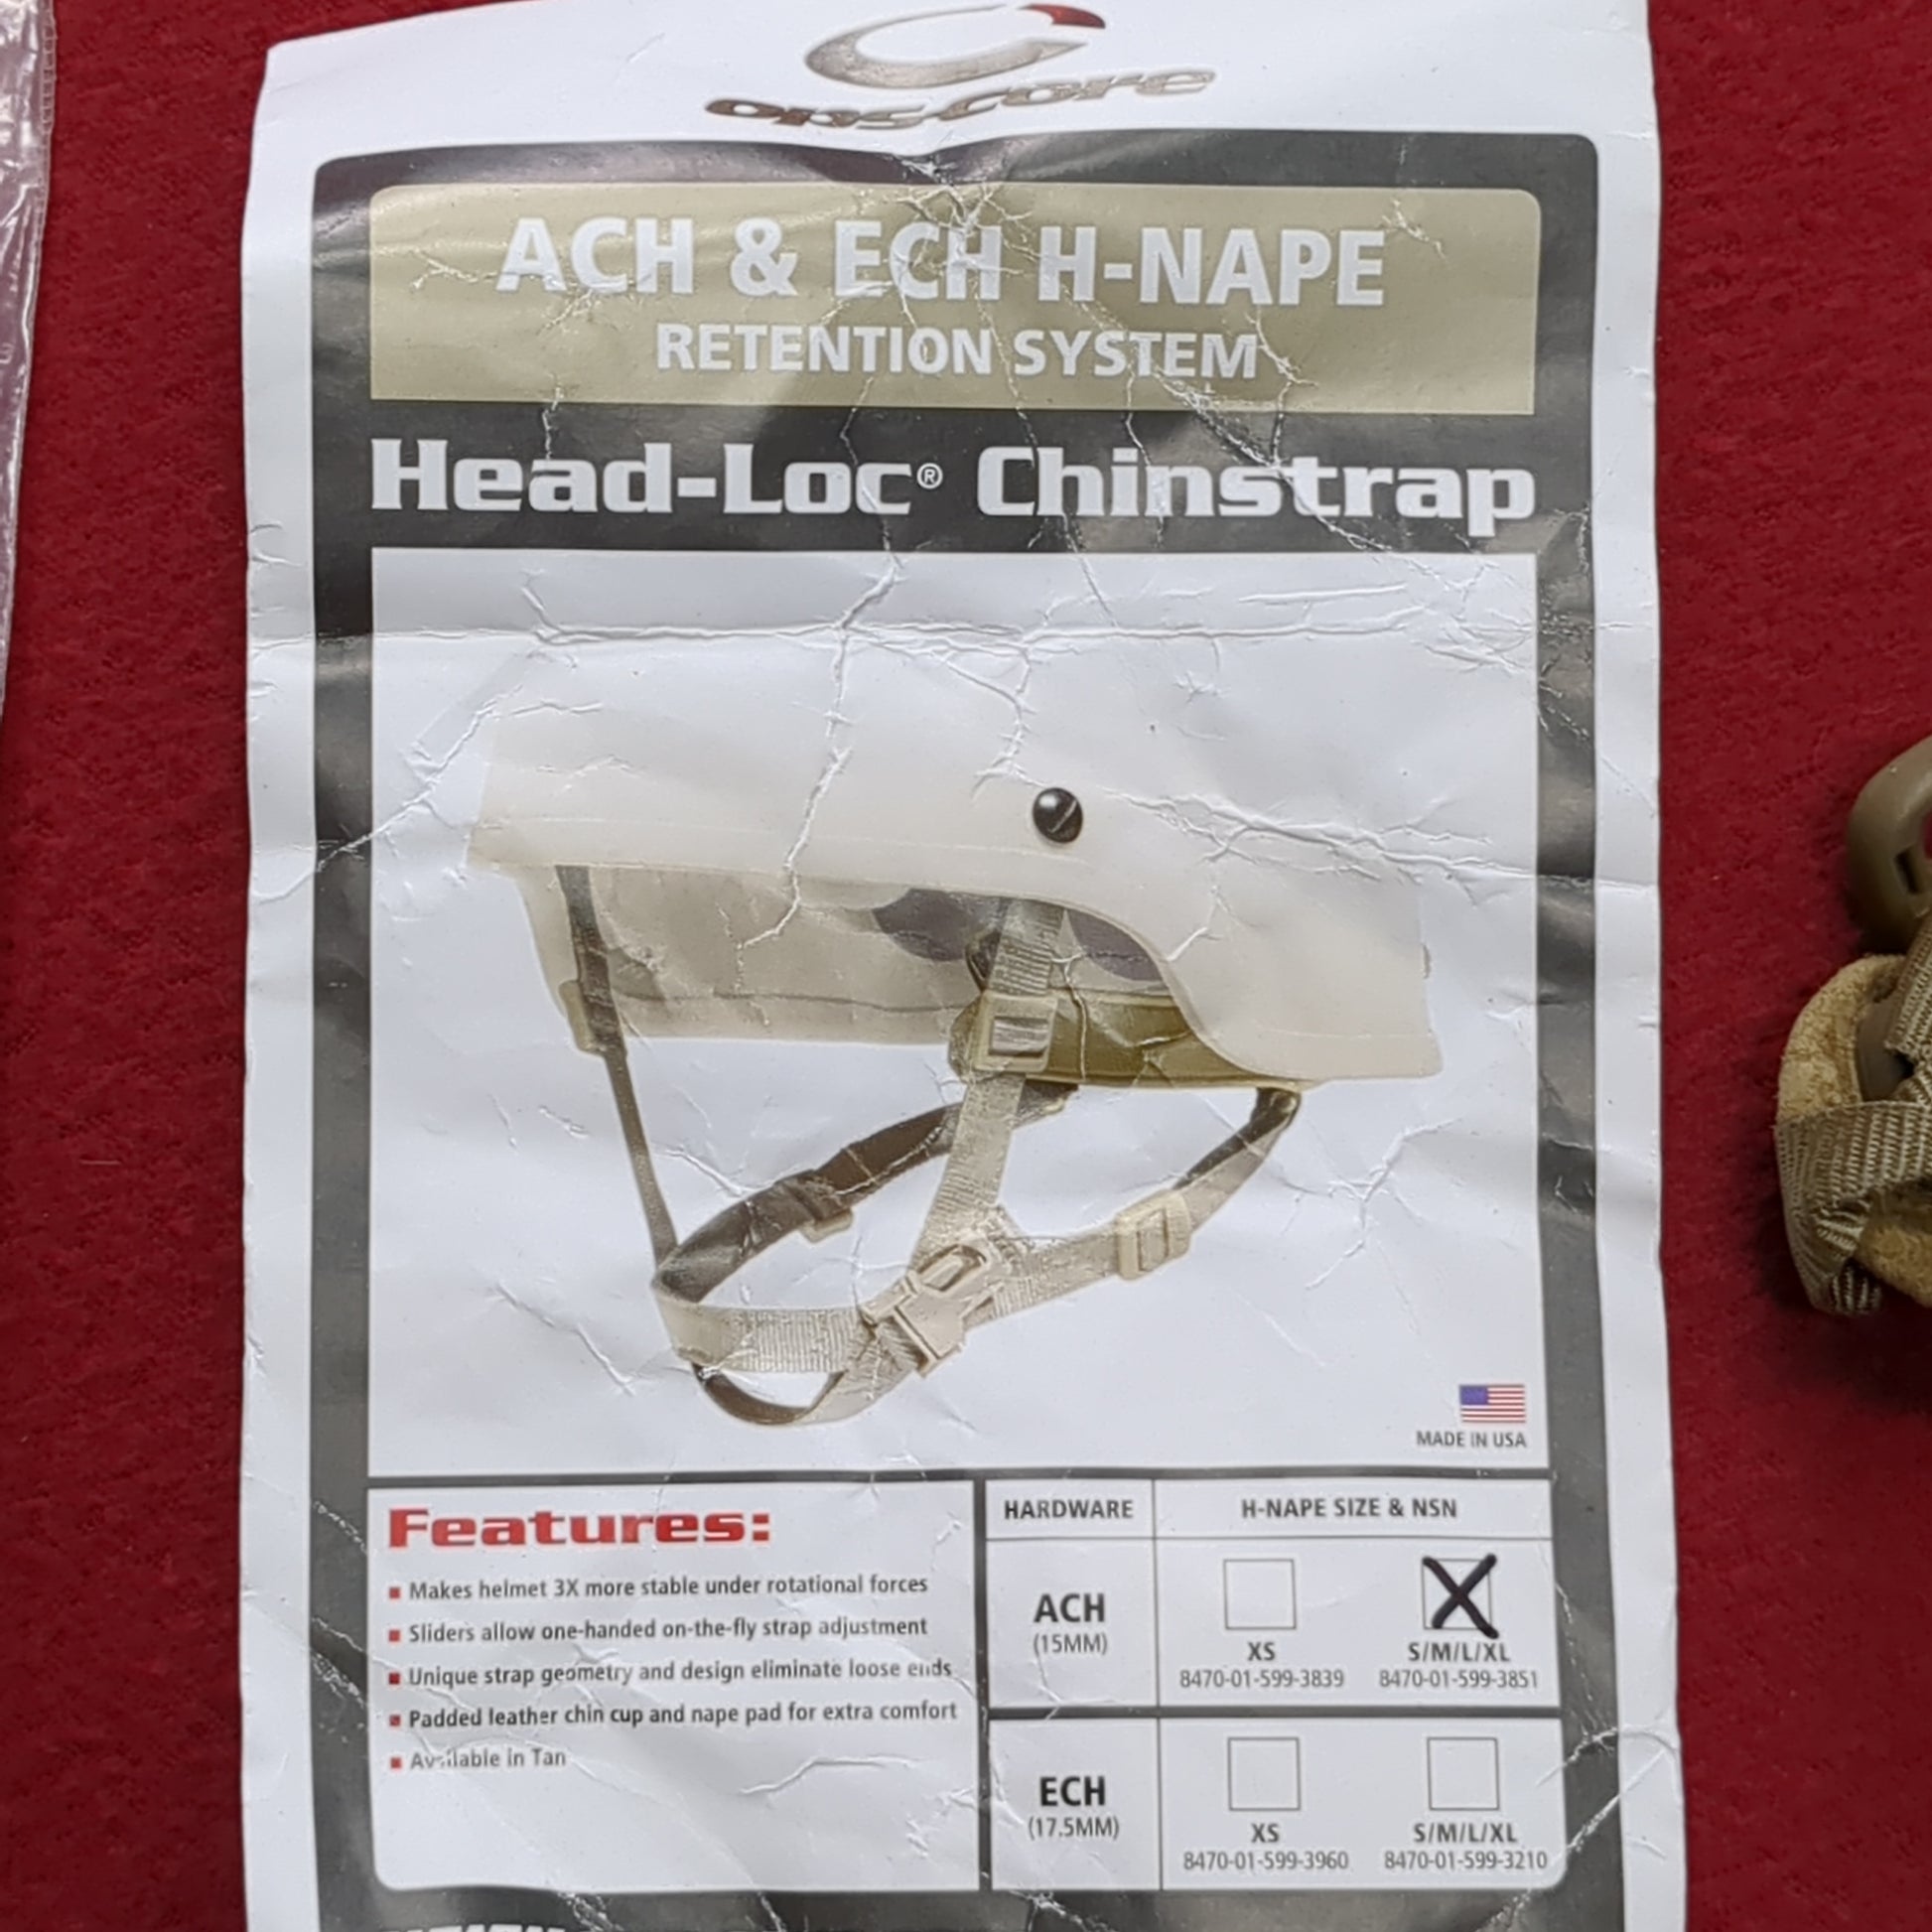 ops-core
ACH & ECH H-NAPE
RETENTION SYSTEM
Head-Loc® Chinstrap
MADE IN USA
Features:
▪ Makes helmet 3X more stable under rotational forces
▪ Sliders allow one-handed on-the-fly strap adjustment
▪ Unique strap geometry and design eliminate loose ends
▪ Padded leather chin cup and nape pad for extra comfort
▪ Available in Tan
HARDWARE
H-NAPE SIZE & NSN
ACH
(15MM)
XS
8470-01-599-3839
X
S/M/L/XL
8470-01-599-3851
ECH
(17.5MM)
XS
8470-01-599-3960
S/M/L/XL
8470-01-599-3210